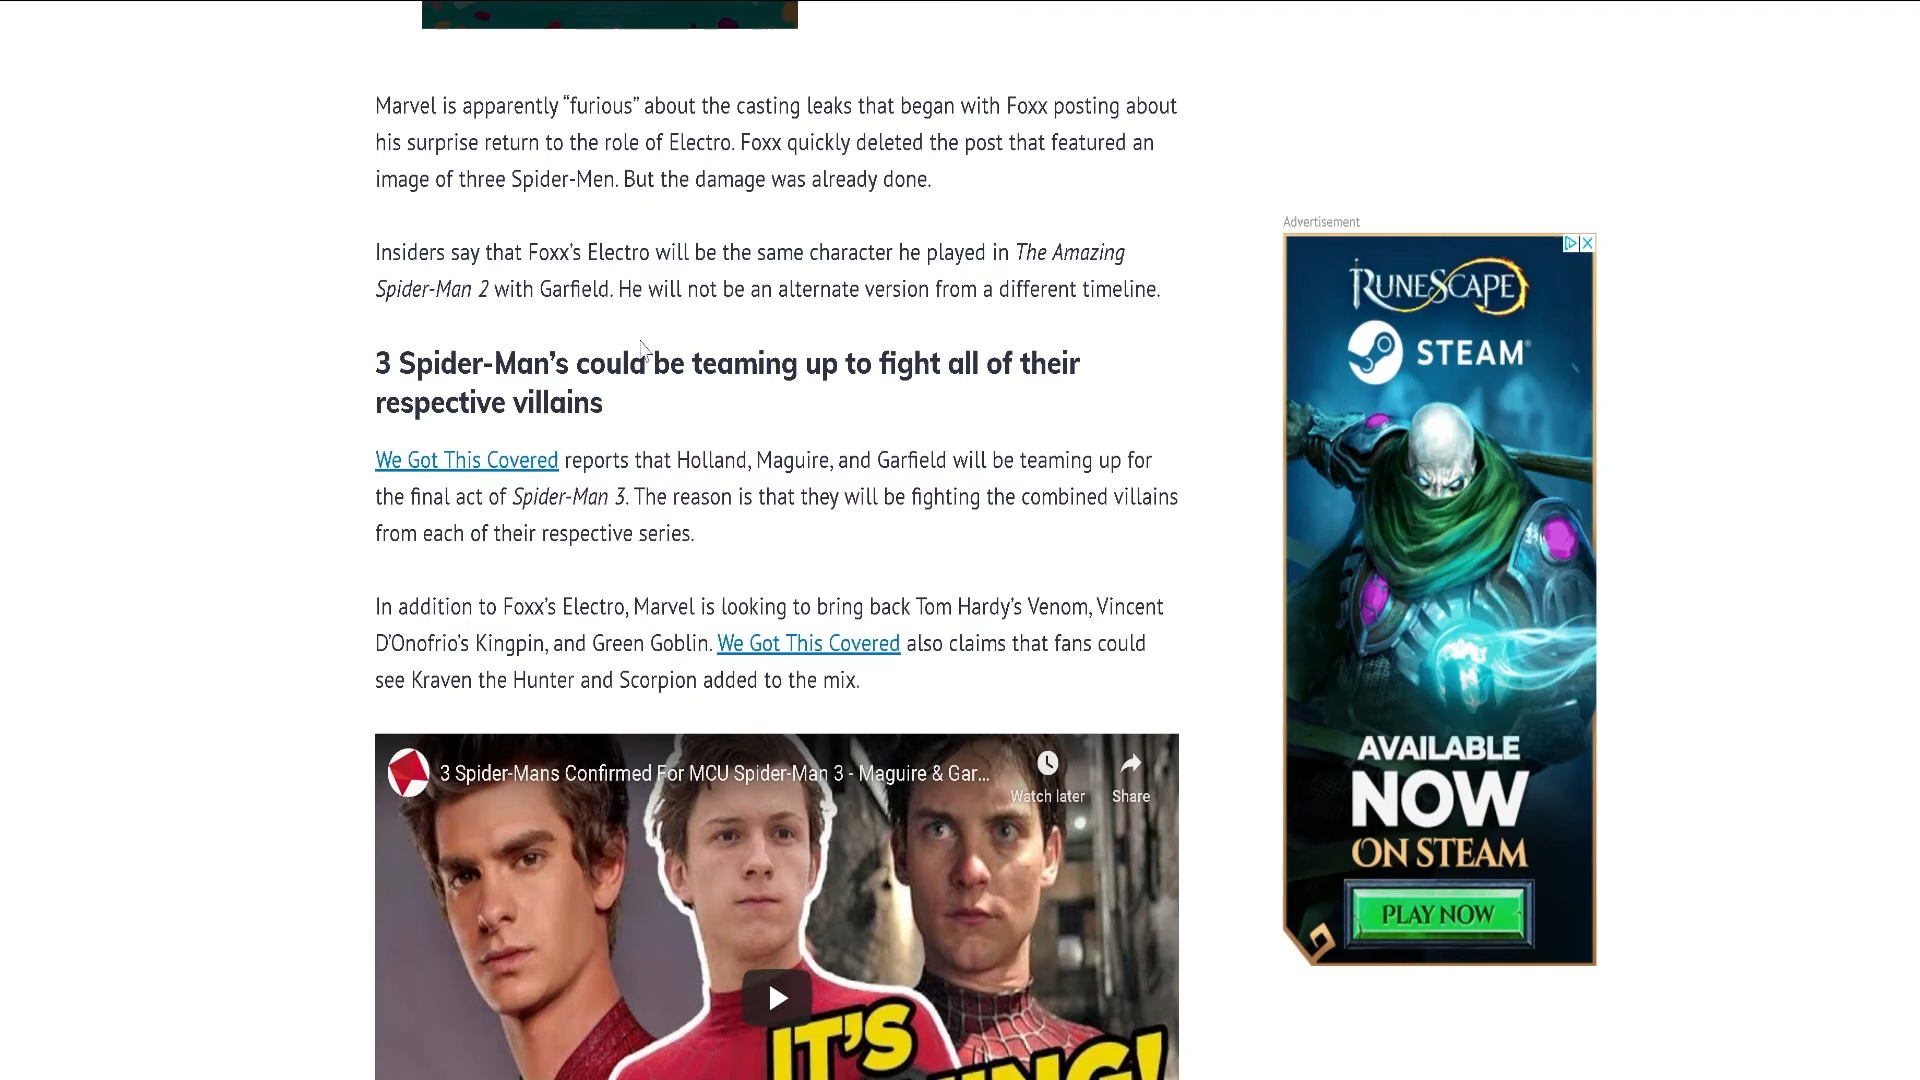 Marvel is apparently “furious” about the casting leaks that began with Foxx posting about
his surprise return to the role of Electro. Foxx quickly deleted the post that featured an
image of three Spider-Men. But the damage was already done.
Insiders say that Foxx’s Electro will be the same character he played in The Amazing
Spider-Man 2 with Garfield. He will not be an alternate version from a different timeline.
3 Spider-Man’s could be teaming up to fight all of their
respective villains
We Got This Covered reports that Holland, Maguire, and Garfield will be teaming up for
the final act of Spider-Man 3. The reason is that they will be fighting the combined villains
from each of their respective series.
In addition to Foxx’s Electro, Marvel is looking to bring back Tom Hardy’s Venom, Vincent
D’Onofrio’s Kingpin, and Green Goblin. We Got This Covered also claims that fans could
see Kraven the Hunter and Scorpion added to the mix.
3 Spider-Mans Confirmed For MCU Spider-Man 3 - Maguire & Gar...
Watch later
Share
IT'S
Advertisement
RUNESCAPE
STEAM®
AVAILABLE
NOW
ON STEAM
PLAY NOW